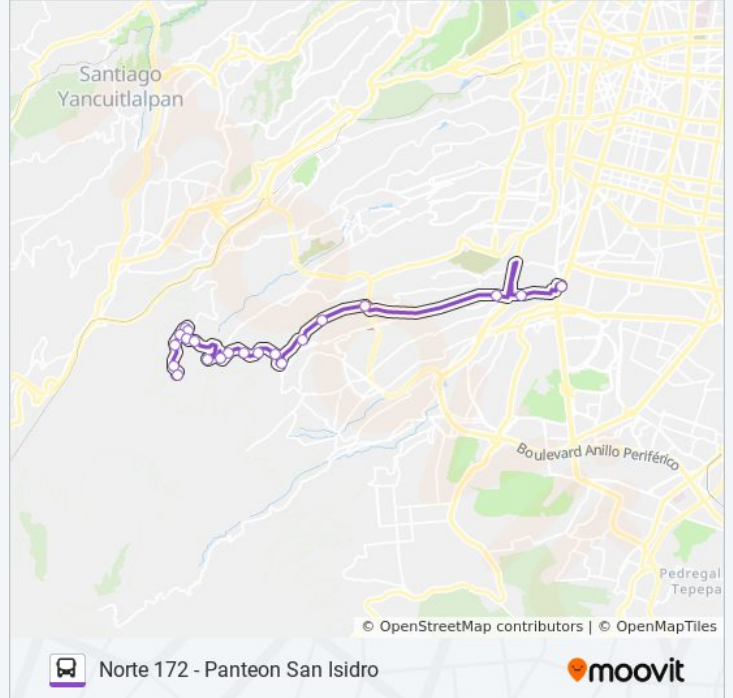 Santiago
Yancuitlalpan
Boulevard Anillo Periférico
Pedregal
Tepepa
© OpenStreetMap contributors | © OpenMapTiles
Norte 172 - Panteon San Isidro
moovit